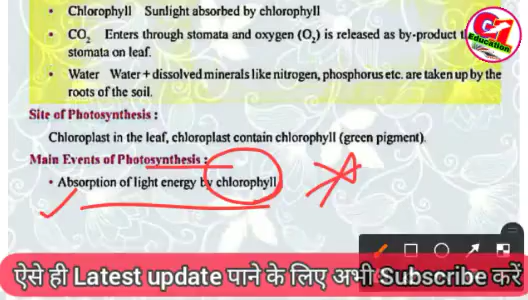 • Chlorophyll Sunlight absorbed by chlorophyll
• CO₂ Enters through stomata and oxygen (O₂) is released as by-product
stomata on leaf.
• Water Water + dissolved minerals like nitrogen, phosphorus etc. are taken up by the
roots of the soil.
Site of Photosynthesis :
Chloroplast in the leaf, chloroplast contain chlorophyll (green pigment).
Main Events of Photosynthesis :
• Absorption of light energy by chlorophyll
Education
ऐसे ही Latest update पाने के लिए अभी Subscribe करें